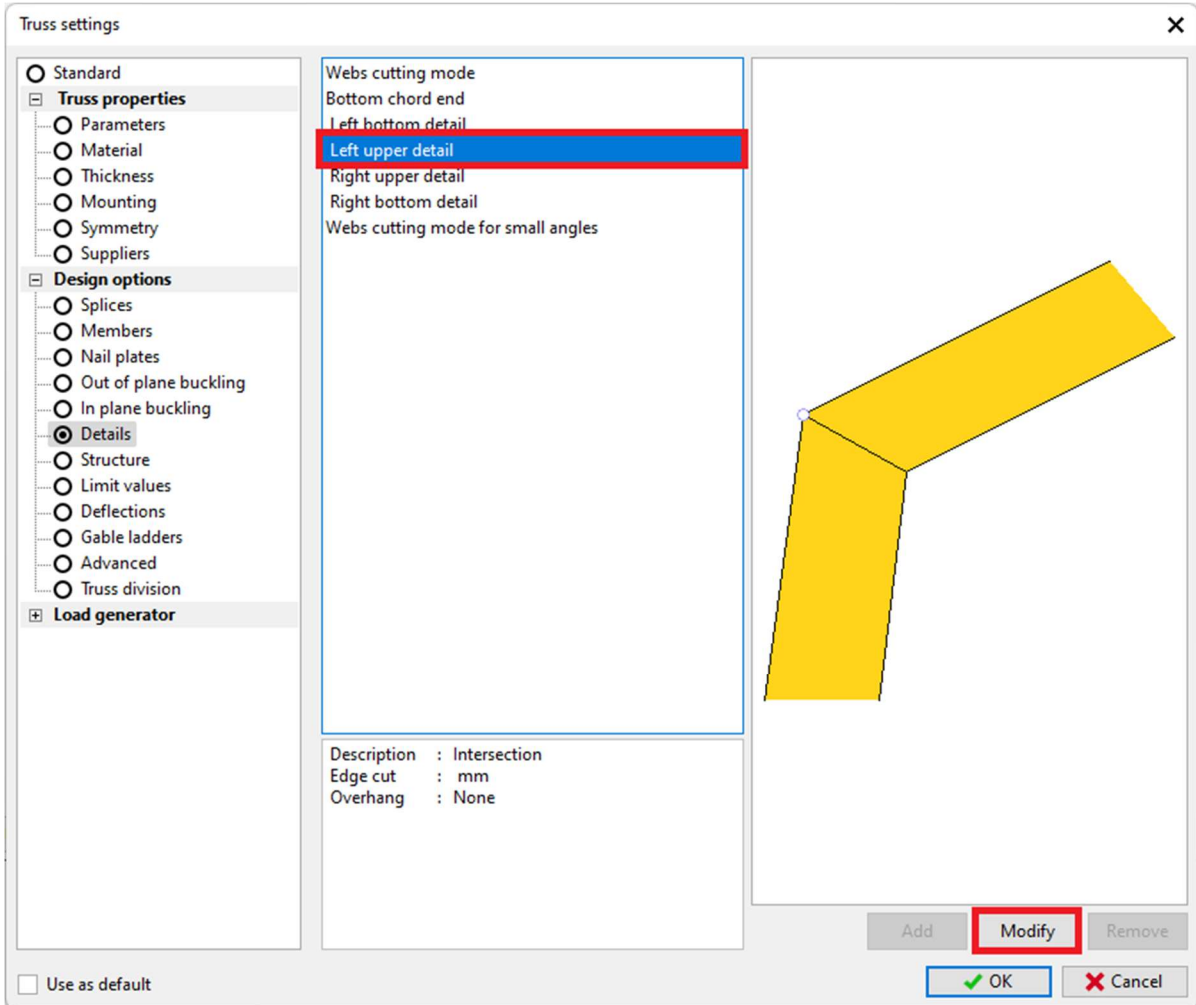 Truss settings
Standard
Truss properties
Parameters
Material
Thickness
Mounting
Symmetry
Suppliers
Design options
Splices
Members
Nail plates
Out of plane buckling
In plane buckling
Details
Structure
Limit values
Deflections
Gable ladders
Advanced
Truss division
Load generator
Webs cutting mode
Bottom chord end
Left bottom detail
Left upper detail
Right upper detail
Right bottom detail
Webs cutting mode for small angles
Description : Intersection
Edge cut : mm
Overhang : None
Add Modify Remove
Use as default
OK Cancel